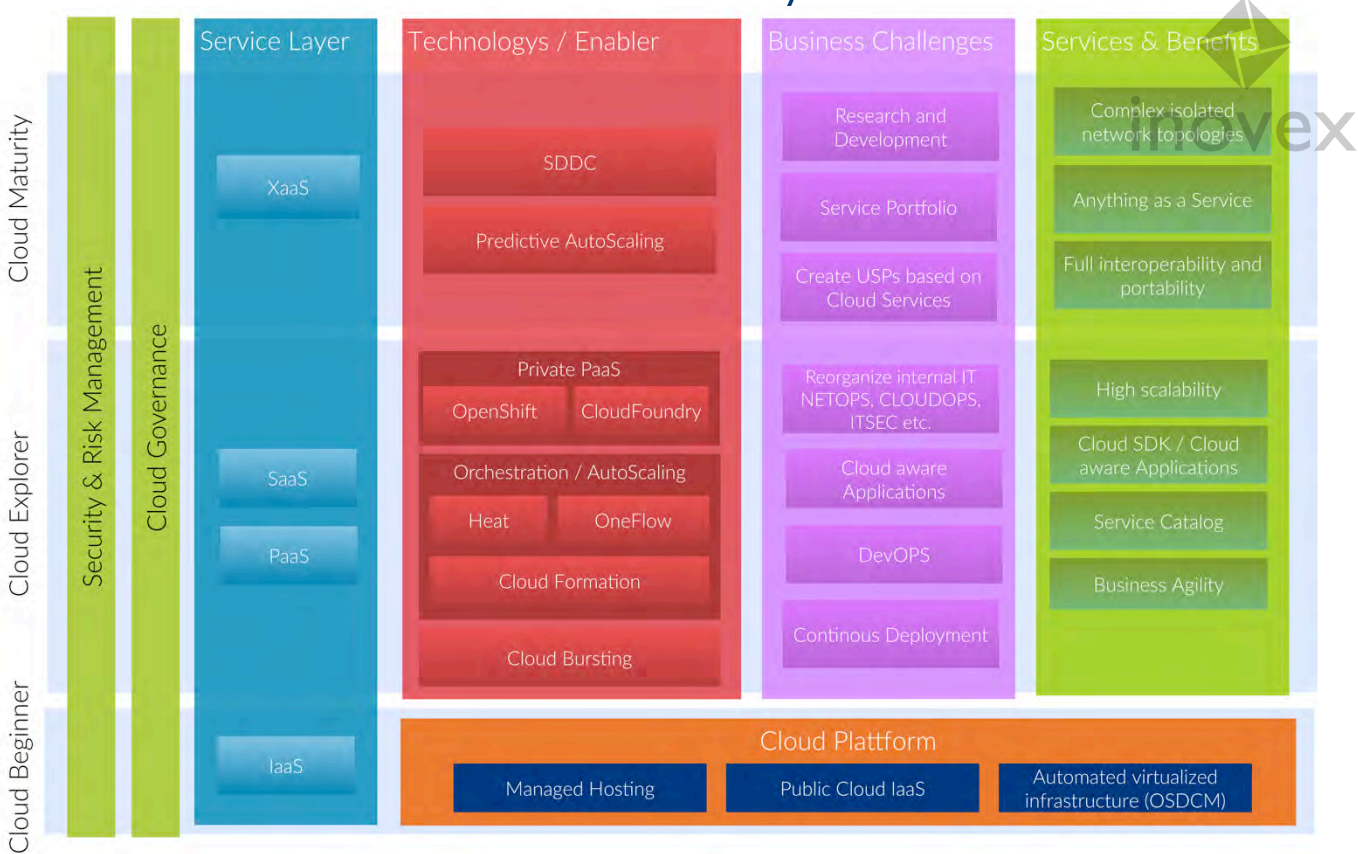 Service Layer
Technologys / Enabler
Business Challenges
Services & Benefits
inovex
Cloud Maturity
Cloud Explorer
Cloud Beginner
Security & Risk Management
Cloud Governance
XaaS
SaaS
PaaS
IaaS
SDDC
Predictive AutoScaling
Private PaaS
OpenShift
CloudFoundry
Orchestration / AutoScaling
Heat
OneFlow
Cloud Formation
Cloud Bursting
Research and
Development
Service Portfolio
Create USPs based on
Cloud Services
Reorganize internal IT
NETOPS, CLOUDOPS,
ITSEC etc.
Cloud aware
Applications
DevOPS
Continous Deployment
Complex isolated
network topologies
Anything as a Service
Full interoperability and
portability
High scalability
Cloud SDK / Cloud
aware Applications
Service Catalog
Business Agility
Cloud Plattform
Managed Hosting
Public Cloud IaaS
Automated virtualized
infrastructure (OSDCM)